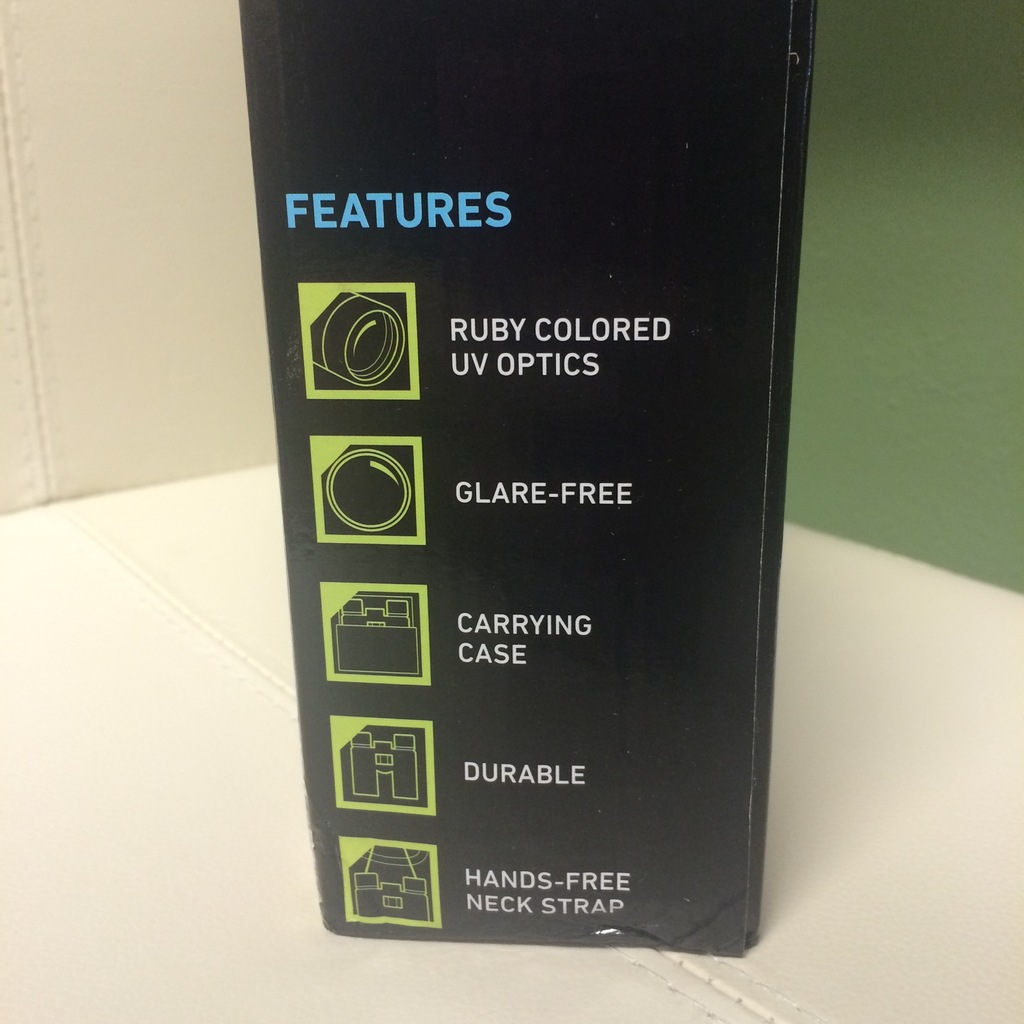 FEATURES
RUBY COLORED
UV OPTICS
GLARE-FREE
CARRYING
CASE
DURABLE
HANDS-FREE
NECK STRAP